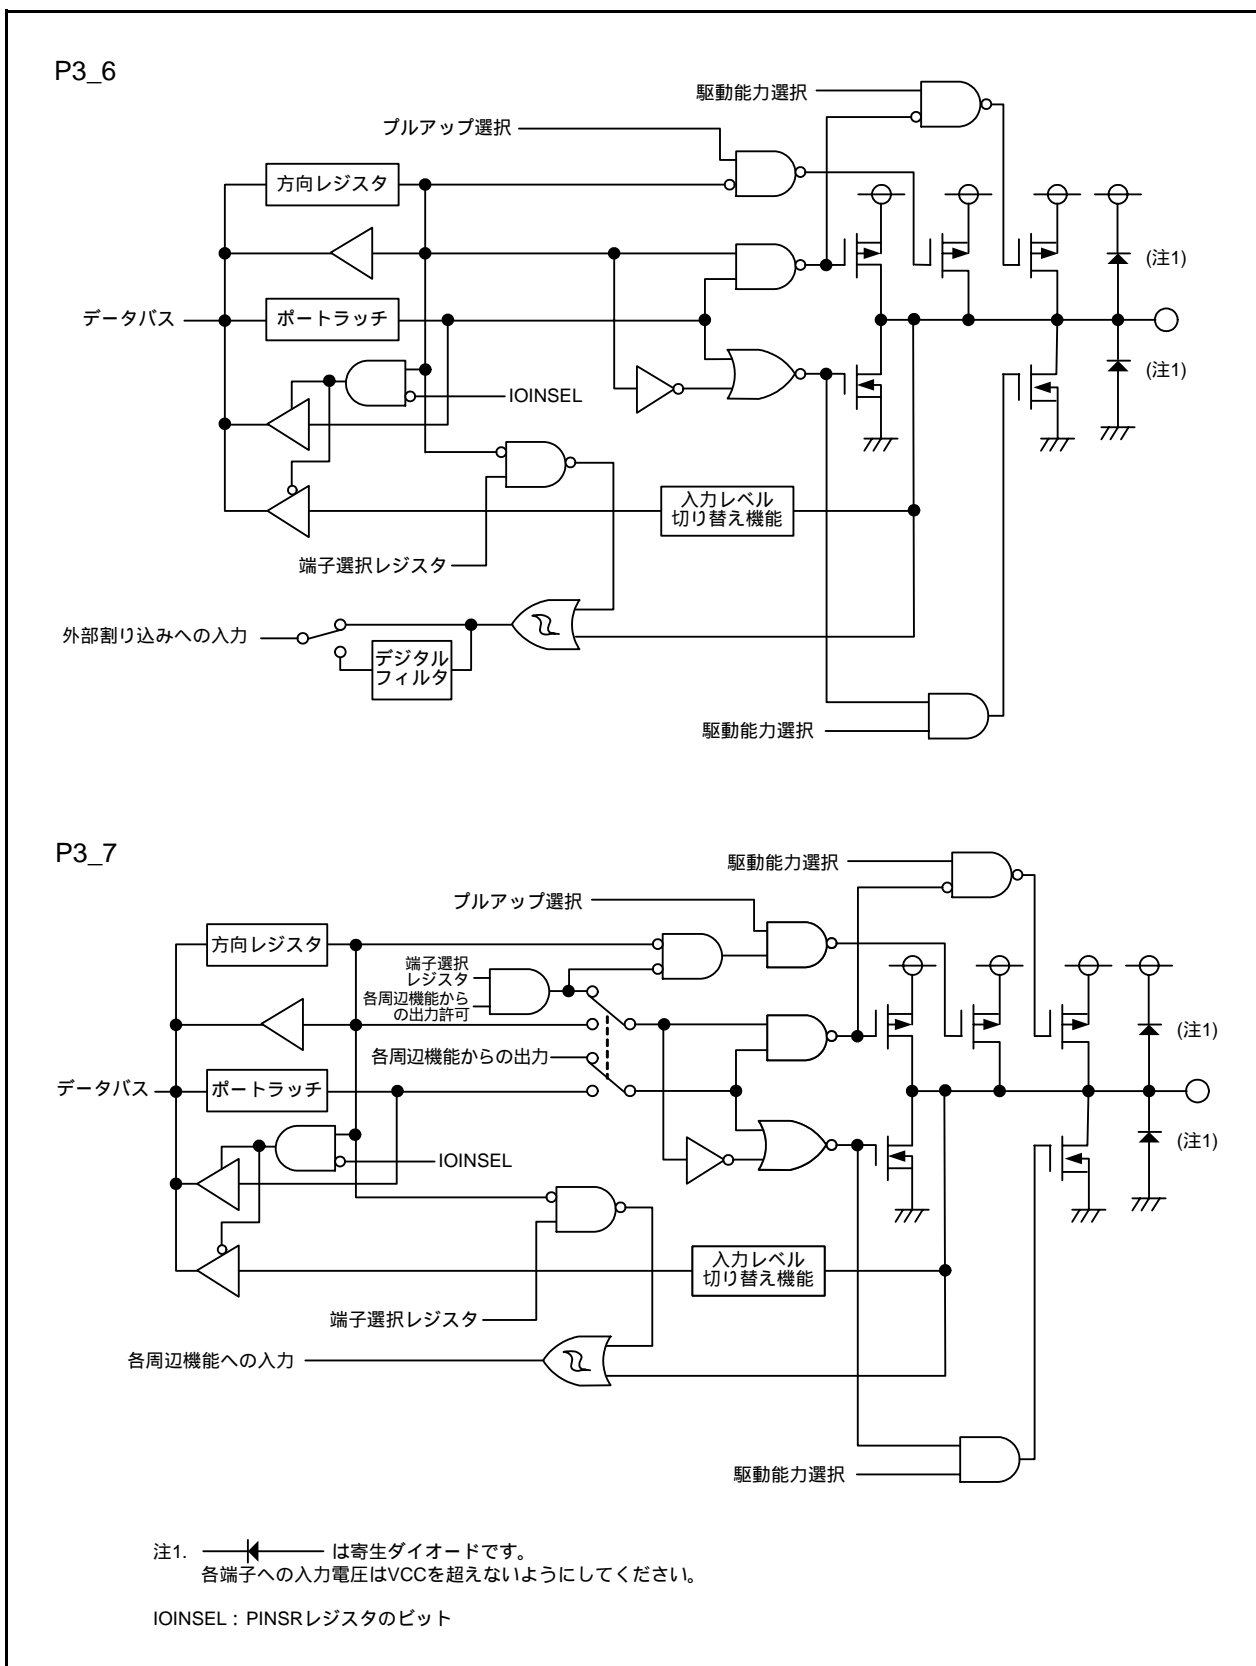 P3_6
駆動能力選択
プルアップ選択
方向レジスタ
(注1)
データバス
ポートラッチ
(注1)
IOINSEL
入力レベル
切り替え機能
端子選択レジスタ
外部割り込みへの入力
デジタル
フィルタ
駆動能力選択
P3_7
駆動能力選択
プルアップ選択
方向レジスタ
端子選択
レジスタ
各周辺機能から
の出力許可
(注1)
各周辺機能からの出力
データバス
ポートラッチ
(注1)
IOINSEL
入力レベル
切り替え機能
端子選択レジスタ
各周辺機能への入力
駆動能力選択
注1. は寄生ダイオードです。
各端子への入力電圧はVCCを超えないようにしてください。
IOINSEL : PINSRレジスタのビット